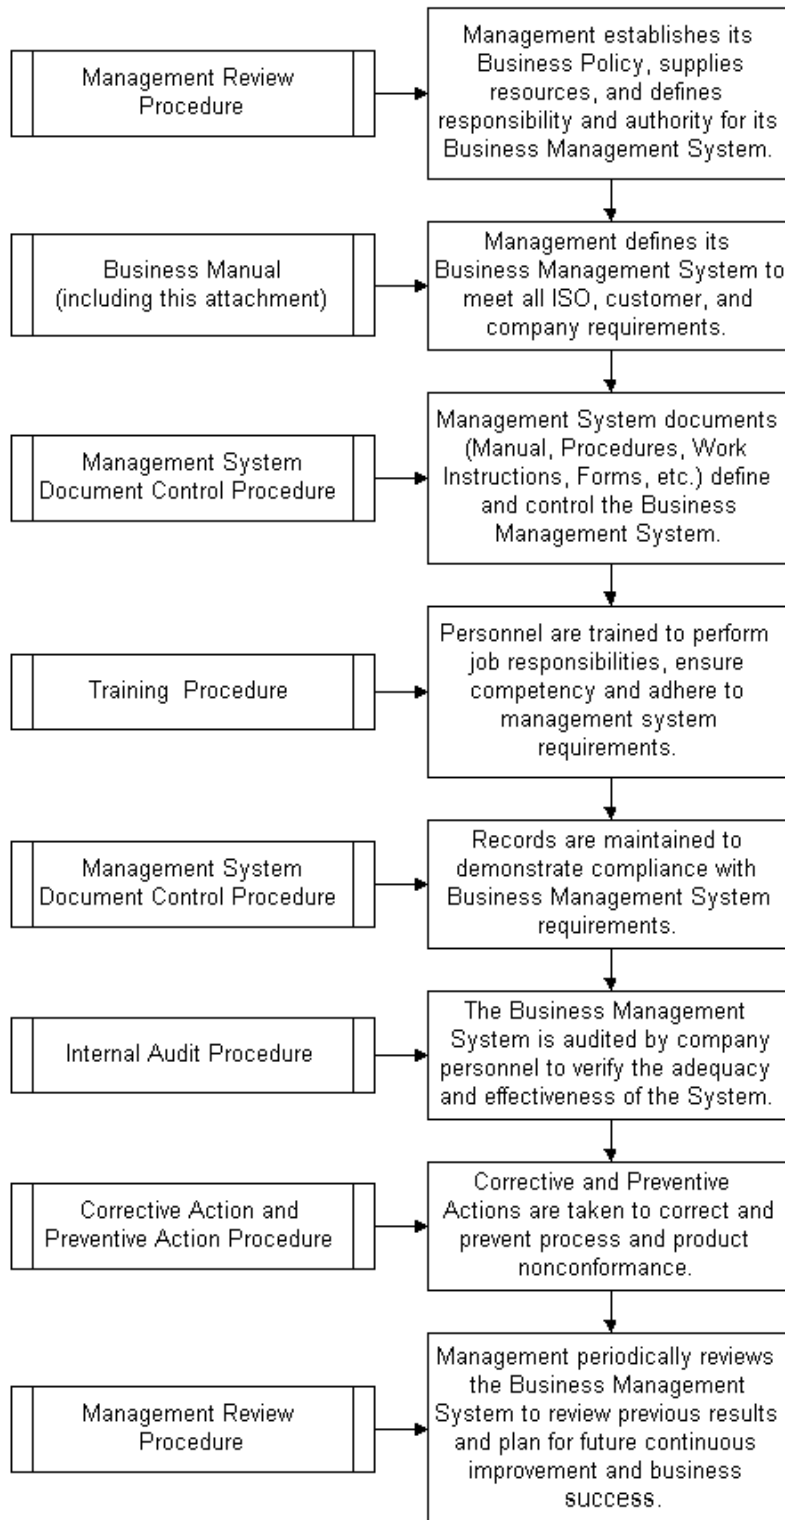 Management Review
Procedure
Management establishes its
Business Policy, supplies
resources, and defines
responsibility and authority for its
Business Management System.
Business Manual
(including this attachment)
Management defines its
Business Management System to
meet all ISO, customer, and
company requirements.
Management System
Document Control Procedure
Management System documents
(Manual, Procedures, Work
Instructions, Forms, etc.) define
and control the Business
Management System.
Training Procedure
Personnel are trained to perform
job responsibilities, ensure
competency and adhere to
management system
requirements.
Management System
Document Control Procedure
Records are maintained to
demonstrate compliance with
Business Management System
requirements.
Internal Audit Procedure
The Business Management
System is audited by company
personnel to verify the adequacy
and effectiveness of the System.
Corrective Action and
Preventive Action Procedure
Corrective and Preventive
Actions are taken to correct and
prevent process and product
nonconformance.
Management Review
Procedure
Management periodically reviews
the Business Management
System to review previous results
and plan for future continuous
improvement and business
success.